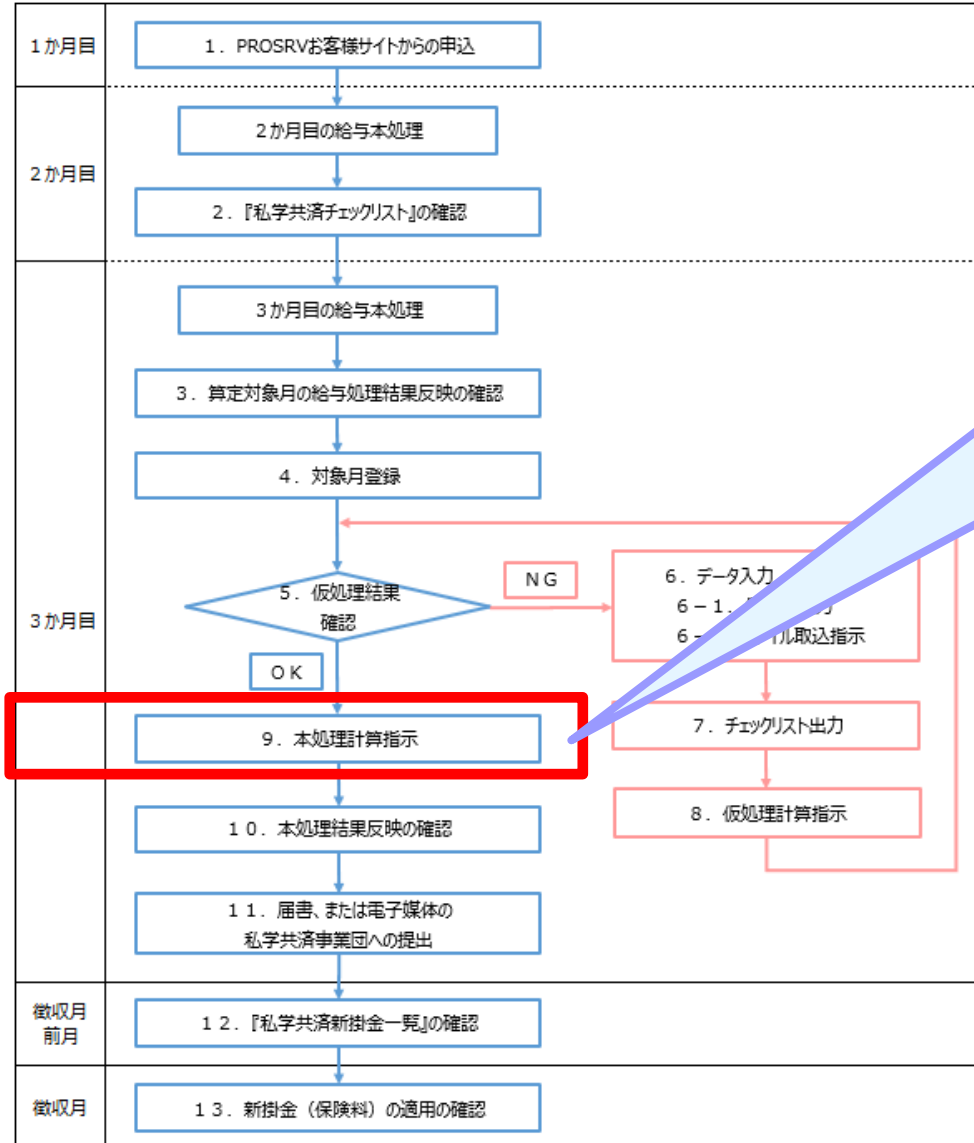 1か月目
1．PROSRVお客様サイトからの申込
2か月目の給与本処理
2か月目
2．『私学共済チェックリスト』の確認
3か月目の給与本処理
3．算定対象月の給与処理結果反映の確認
4．対象月登録
5．仮処理結果
確認
NG
6．データ入力
6－1．
力
6－
イル取込指示
3か月目
OK
9．本処理計算指示
7．チェックリスト出力
8．仮処理計算指示
10．本処理結果反映の確認
11．届書、または電子媒体の
私学共済事業団への提出
徴収月
前月
12．『私学共済新掛金一覧』の確認
徴収月
13．新掛金（保険料）の適用の確認